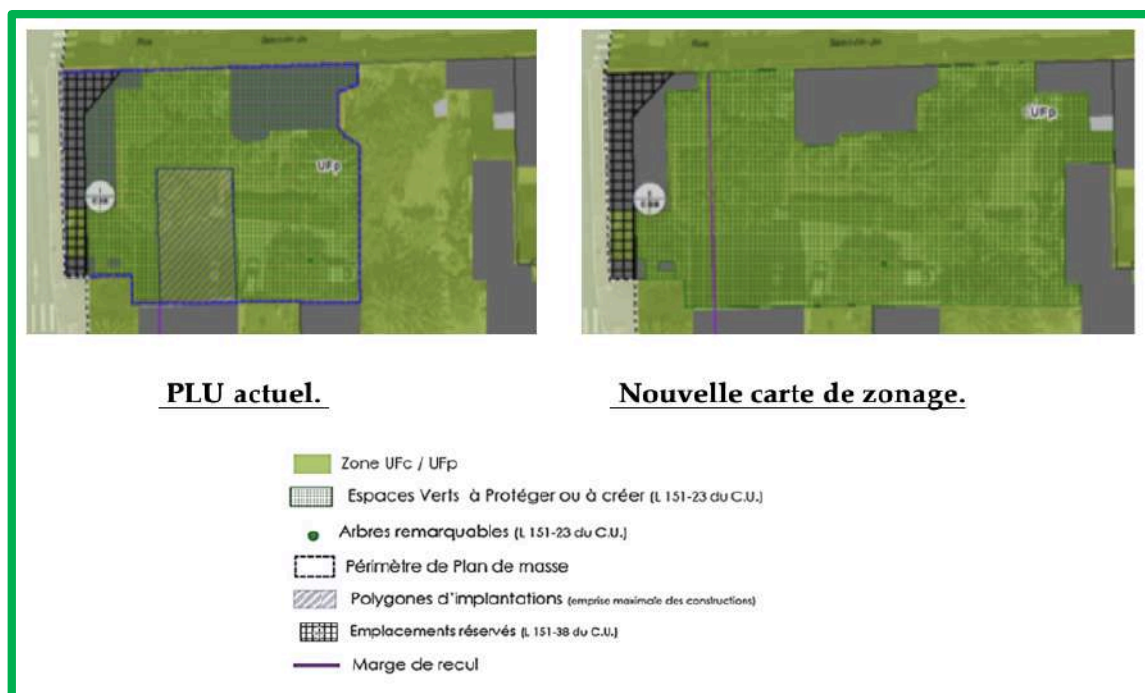 Rue
UFp
Rue
UFp
PLU actuel.
Nouvelle carte de zonage.
Zone UFc / UFp
Espaces Verts à Protéger ou à créer (L 151-23 du C.U.)
Arbres remarquables (L 151-23 du C.U.)
Périmètre de Plan de masse
Polygones d'implantations (emprise maximale des constructions)
Emplacements réservés (L 151-38 du C.U.)
Marge de recul